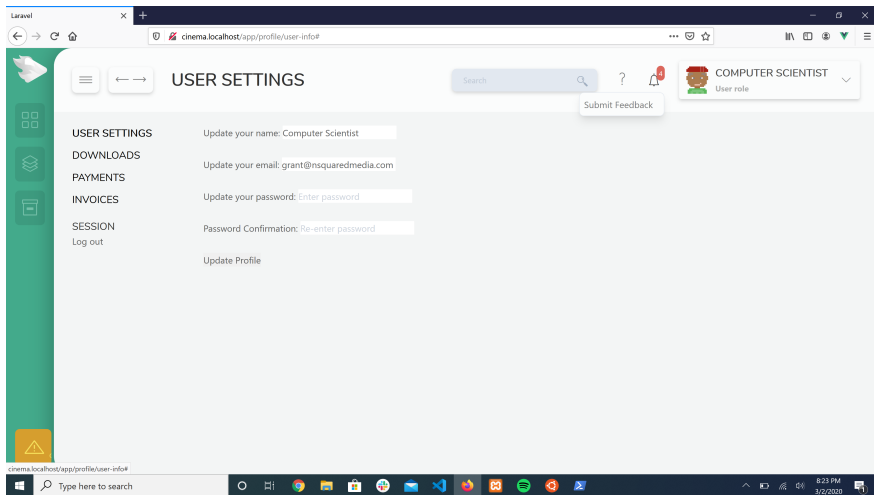 Laravel
cinema.localhost/app/profile/user-info#
USER SETTINGS
Search
?
4
COMPUTER SCIENTIST
User role
Submit Feedback
USER SETTINGS
DOWNLOADS
PAYMENTS
INVOICES
SESSION
Log out
Update your name: Computer Scientist
Update your email: grant@nsquaredmedia.com
Update your password: Enter password
Password Confirmation: Re-enter password
Update Profile
cinema.localhost/app/profile/user-info#
Type here to search
8:23 PM
3/2/2020